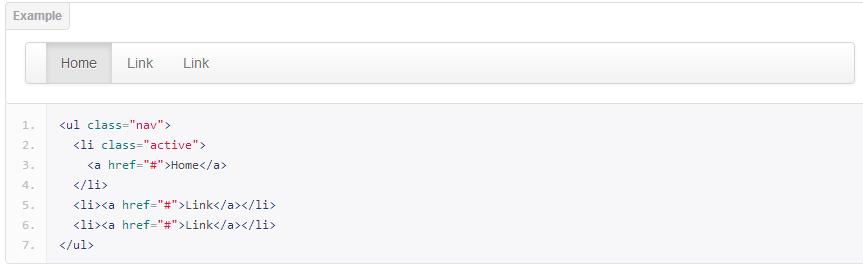 Example
Home Link Link
1. <ul class="nav">
2.   <li class="active">
3.     <a href="#">Home</a>
4.   </li>
5.   <li><a href="#">Link</a></li>
6.   <li><a href="#">Link</a></li>
7. </ul>